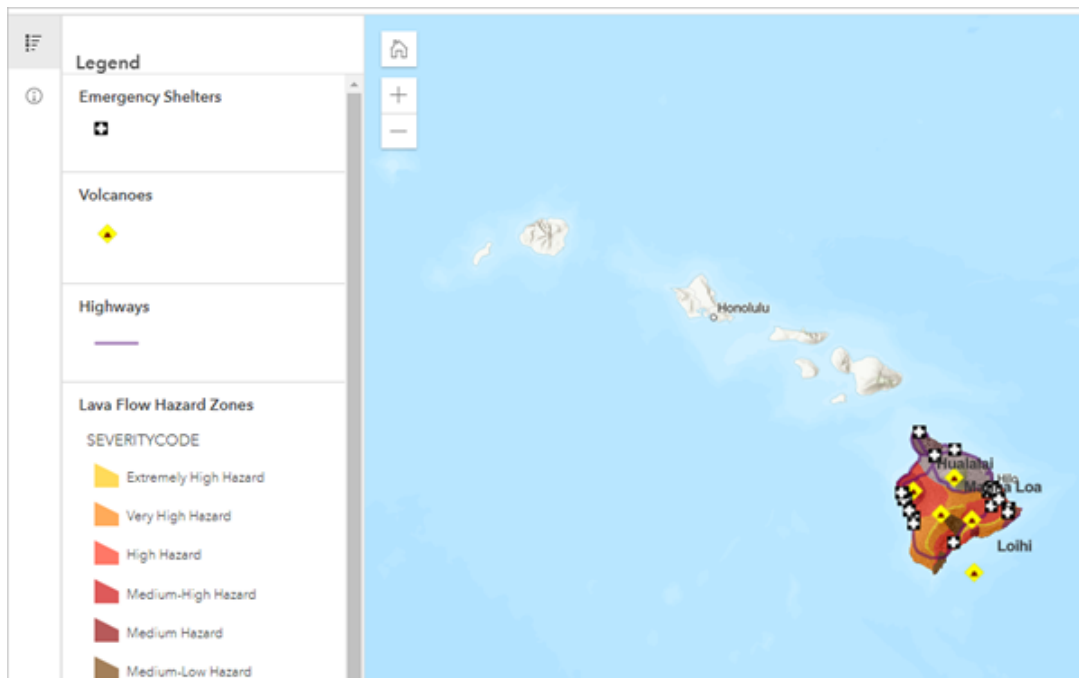 Legend
Emergency Shelters
Volcanoes
Highways
Lava Flow Hazard Zones
SEVERITYCODE
Extremely High Hazard
Very High Hazard
High Hazard
Medium-High Hazard
Medium Hazard
Medium-Low Hazard
Honolulu
Hualalai
Hilo
Loa
Loihi